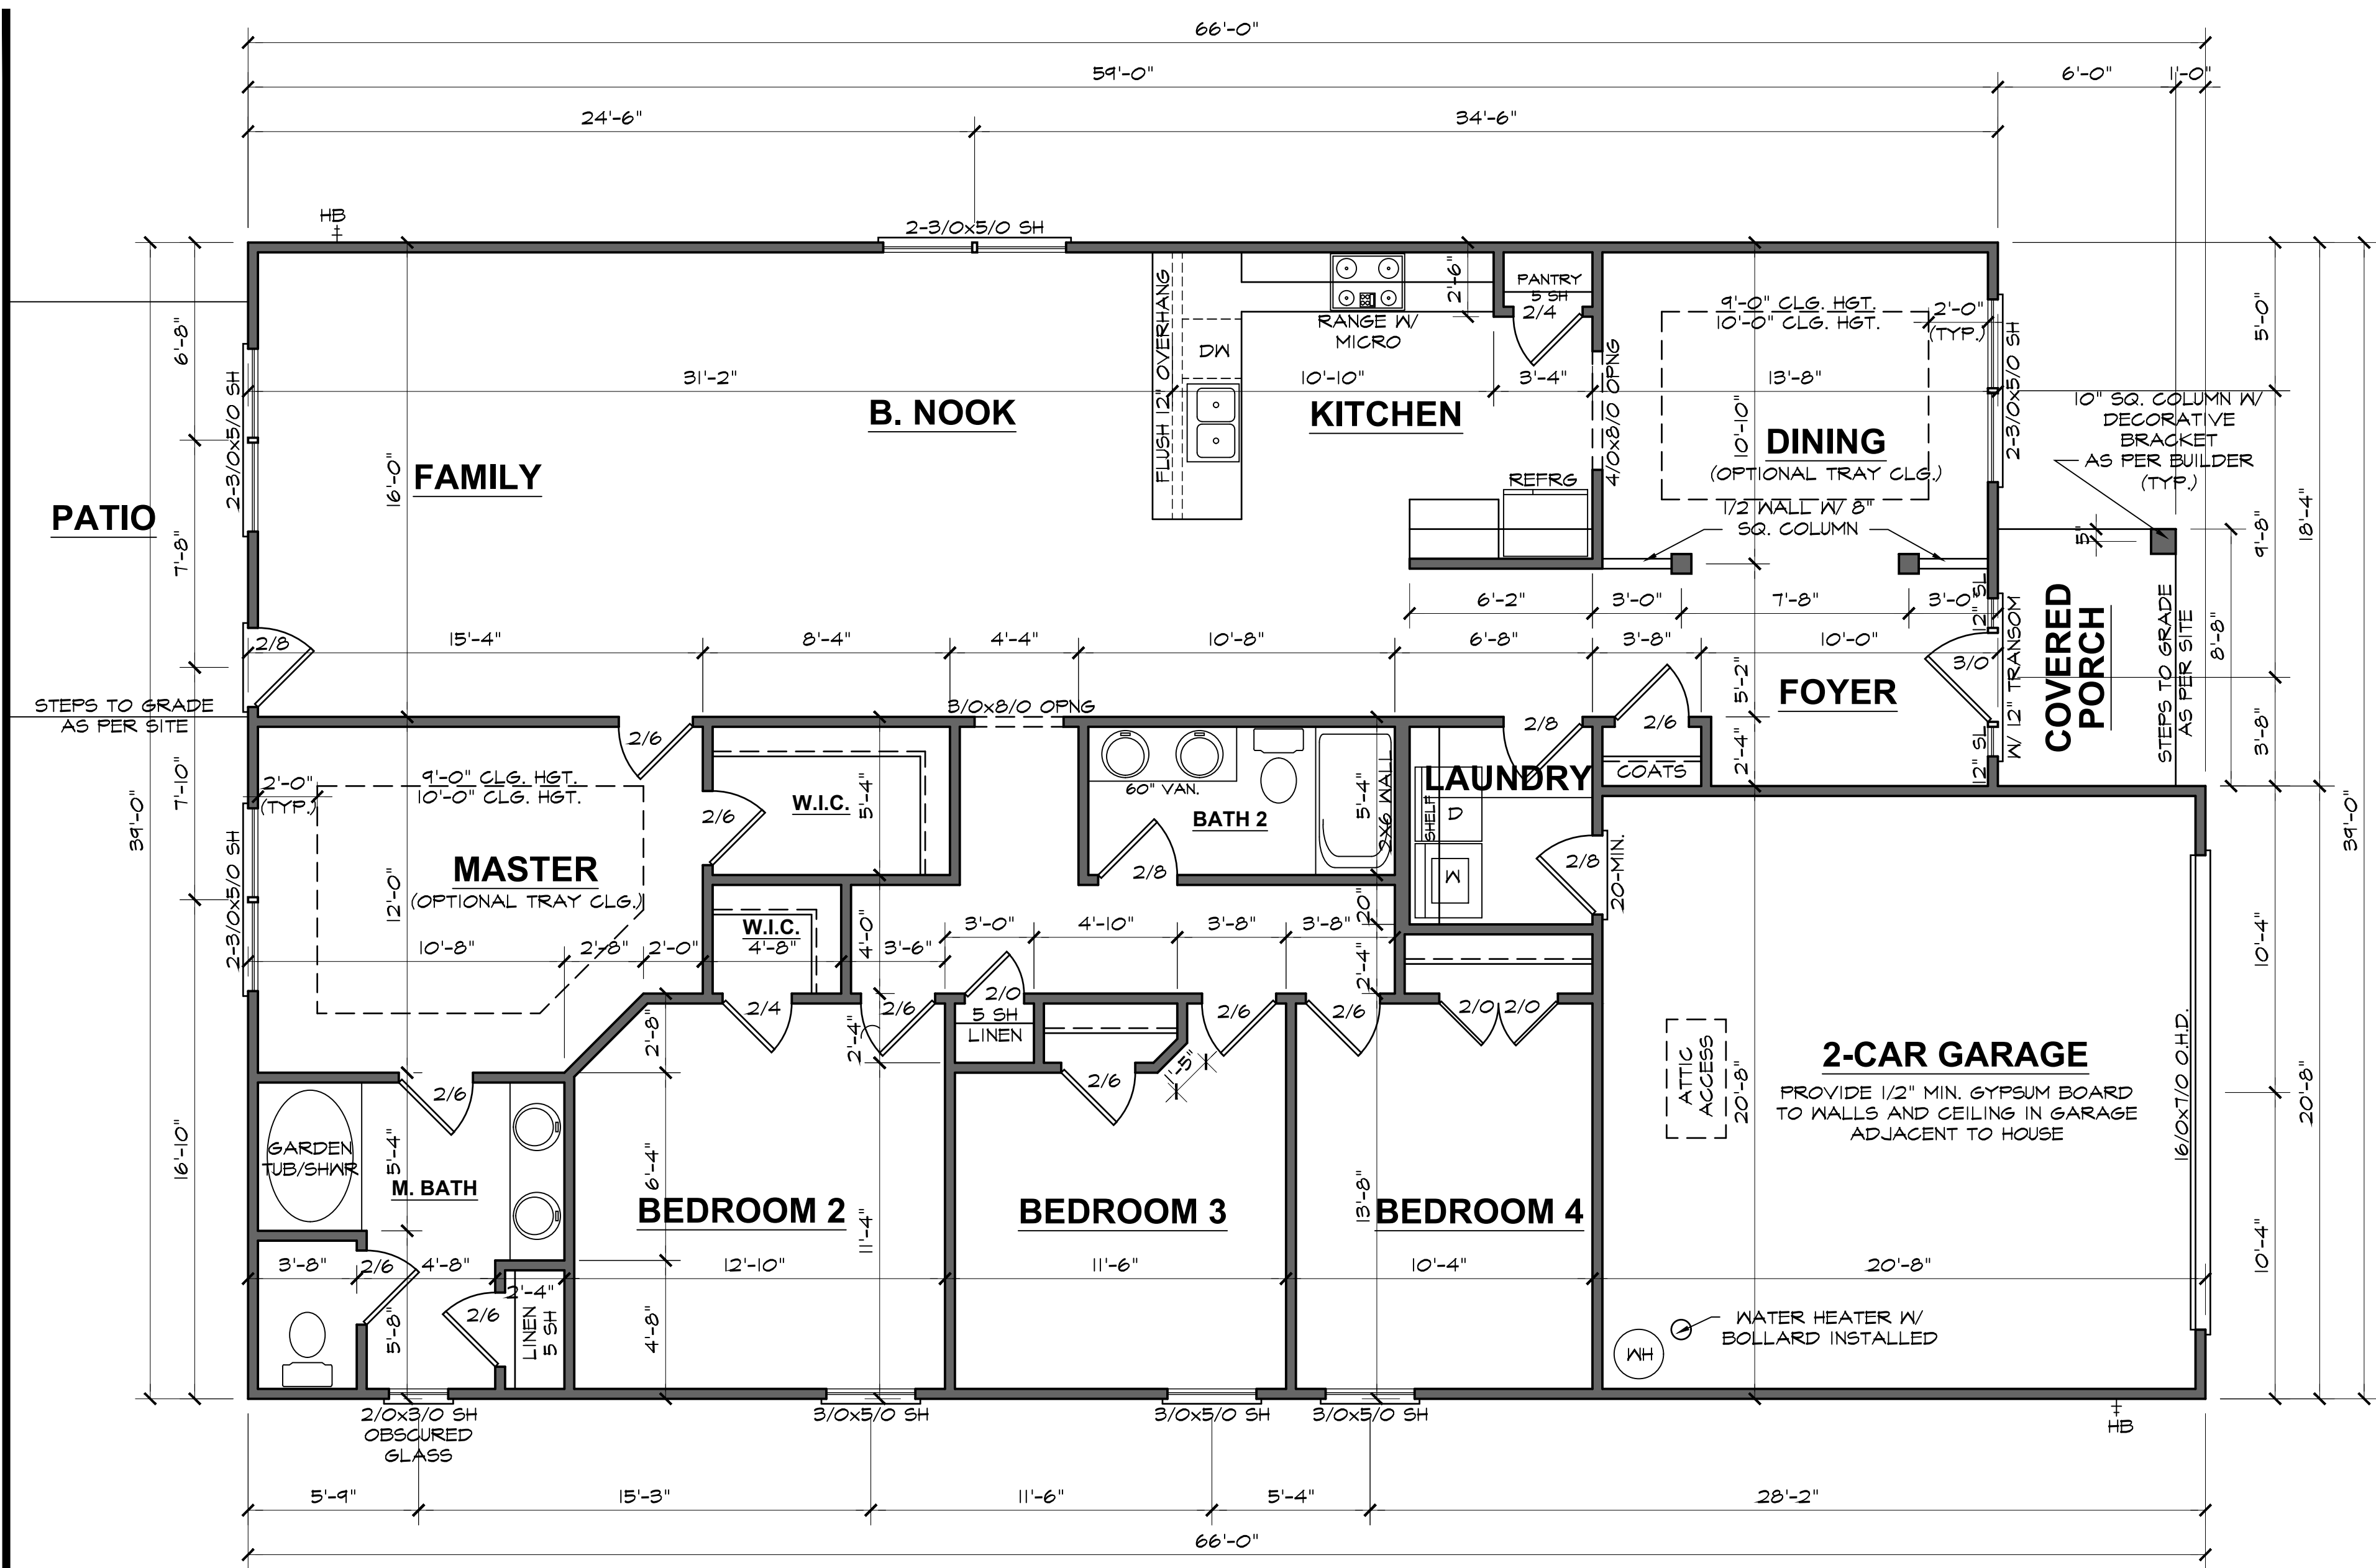 66'-0"
59'-0"
6'-0"
1'-0"
24'-6"
34'-6"
HB
2-3/0x5/0 SH
PANTRY
5 SH
2/4
2'-6"
RANGE W/
MICRO
FLUSH 12" OVERHANG
DW
9'-0" CLG. HGT.
10'-0" CLG. HGT.
2'-0"
(TYP.)
2-3/0x5/0 SH
5'-0"
6'-8"
2-3/0x5/0 SH
31'-2"
10'-10"
3'-4"
13'-8"
4/0x8/0 OPNG
10'-10"
B. NOOK
KITCHEN
DINING
(OPTIONAL TRAY CLG.)
10" SQ. COLUMN W/
DECORATIVE
BRACKET
AS PER BUILDER
(TYP.)
FAMILY
16'-0"
REFRG
1/2 WALL W/ 8"
SQ. COLUMN
PATIO
7'-8"
5"
9'-8"
18'-4"
6'-2"
3'-0"
7'-8"
3'-0"
12" SL
W/ 12" TRANSOM
12" SL
COVERED
PORCH
STEPS TO GRADE
AS PER SITE
8'-8"
2/8
15'-4"
8'-4"
4'-4"
10'-8"
6'-8"
3'-8"
10'-0"
3/0
5'-2"
FOYER
STEPS TO GRADE
AS PER SITE
3/0x8/0 OPNG
2/6
2/8
2/6
COATS
2'-4"
3'-8"
7'-10"
39'-0"
39'-0"
2'-0"
(TYP.)
9'-0" CLG. HGT.
10'-0" CLG. HGT.
2-3/0x5/0 SH
MASTER
(OPTIONAL TRAY CLG.)
12'-0"
2/6
W.I.C.
5'-4"
60" VAN.
BATH 2
2/8
5'-4"
2X6 WALL
LAUNDRY
SHELF
D
W
2/8
20-MIN.
20"
W.I.C.
4'-8"
4'-0"
3'-6"
3'-0"
4'-10"
3'-8"
3'-8"
2'-4"
10'-8"
2'-8"
2'-0"
10'-4"
2/4
2/6
2/0
5 SH
LINEN
2/6
2/6
2/0
2/0
2'-8"
2'-4"
2/6
1'-5"
ATTIC
ACCESS
20'-8"
2-CAR GARAGE
PROVIDE 1/2" MIN. GYPSUM BOARD
TO WALLS AND CEILING IN GARAGE
ADJACENT TO HOUSE
16/0x7/0 O.H.D.
20'-8"
16'-10"
2/6
GARDEN
TUB/SHWR
5'-4"
M. BATH
6'-4"
BEDROOM 2
11'-4"
BEDROOM 3
13'-8"
BEDROOM 4
10'-4"
3'-8"
2/6
4'-8"
2'-4"
12'-10"
11'-6"
10'-4"
20'-8"
2/6
5'-8"
LINEN
5 SH
4'-8"
WATER HEATER W/
BOLLARD INSTALLED
WH
2/0x3/0 SH
OBSCURED
GLASS
3/0x5/0 SH
3/0x5/0 SH
3/0x5/0 SH
HB
5'-9"
15'-3"
11'-6"
5'-4"
28'-2"
66'-0"